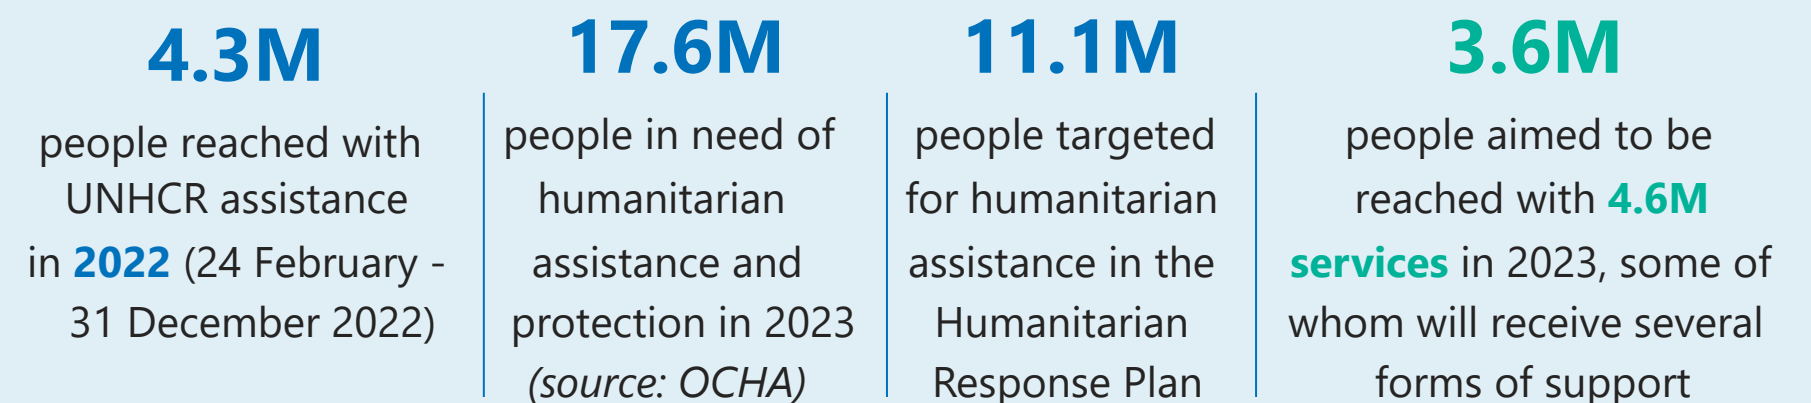 4.3M
people reached with
UNHCR assistance
in 2022 (24 February -
31 December 2022)
17.6M
people in need of
humanitarian
assistance and
protection in 2023
(source: OCHA)
11.1M
people targeted
for humanitarian
assistance in the
Humanitarian
Response Plan
3.6M
people aimed to be
reached with 4.6M
services in 2023, some of
whom will receive several
forms of support